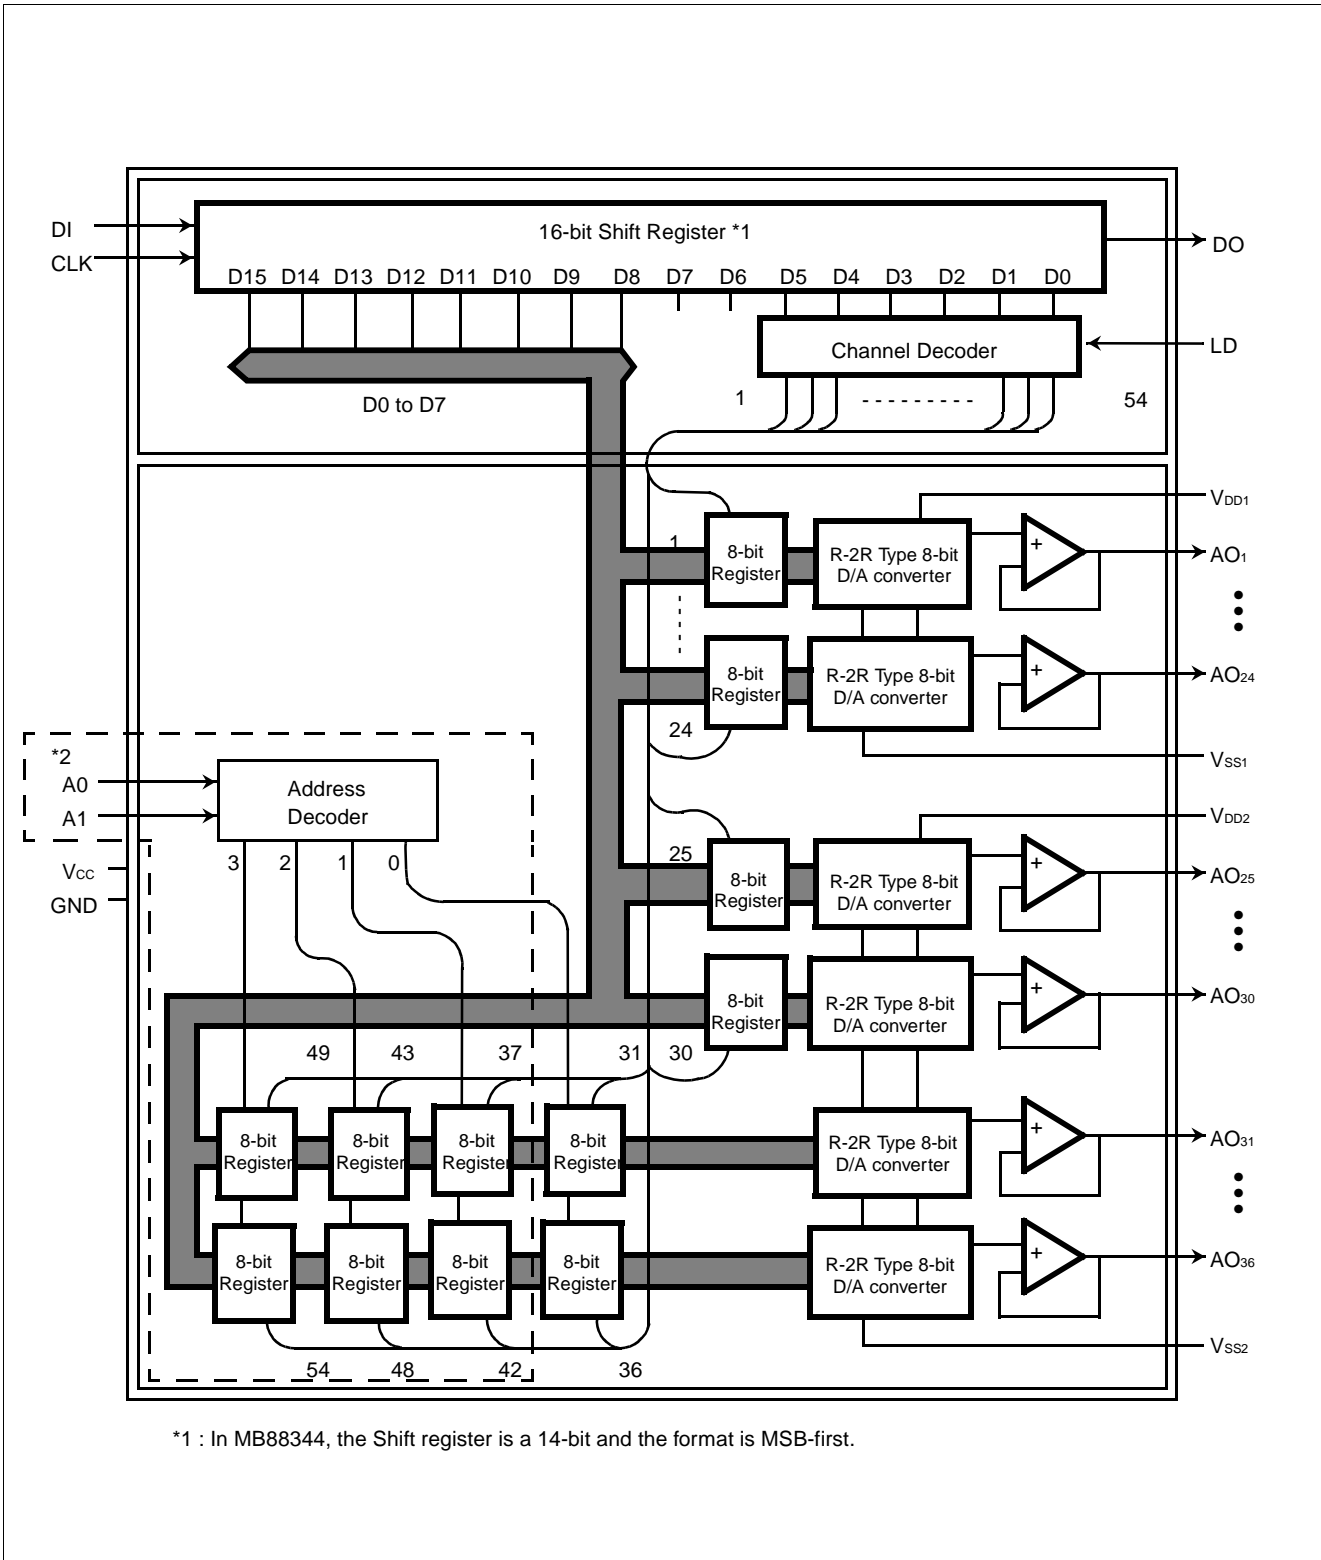 16-bit Shift Register *1
DI
CLK
DO
D15 D14 D13 D12 D11 D10 D9 D8 D7 D6 D5 D4 D3 D2 D1 D0
Channel Decoder
LD
D0 to D7
1 - - - - - - - - - 54
VDD1
1
8-bit
Register
R-2R Type 8-bit
D/A converter
+
AO1
8-bit
Register
R-2R Type 8-bit
D/A converter
+
AO24
24
VSS1
*2
A0
A1
Address
Decoder
3 2 1 0
VCC
GND
VDD2
25
8-bit
Register
R-2R Type 8-bit
D/A converter
+
AO25
8-bit
Register
R-2R Type 8-bit
D/A converter
+
AO30
49 43 37 31 30
8-bit
Register
8-bit
Register
8-bit
Register
8-bit
Register
R-2R Type 8-bit
D/A converter
+
AO31
8-bit
Register
8-bit
Register
8-bit
Register
8-bit
Register
R-2R Type 8-bit
D/A converter
+
AO36
VSS2
54 48 42 36
*1 : In MB88344, the Shift register is a 14-bit and the format is MSB-first.